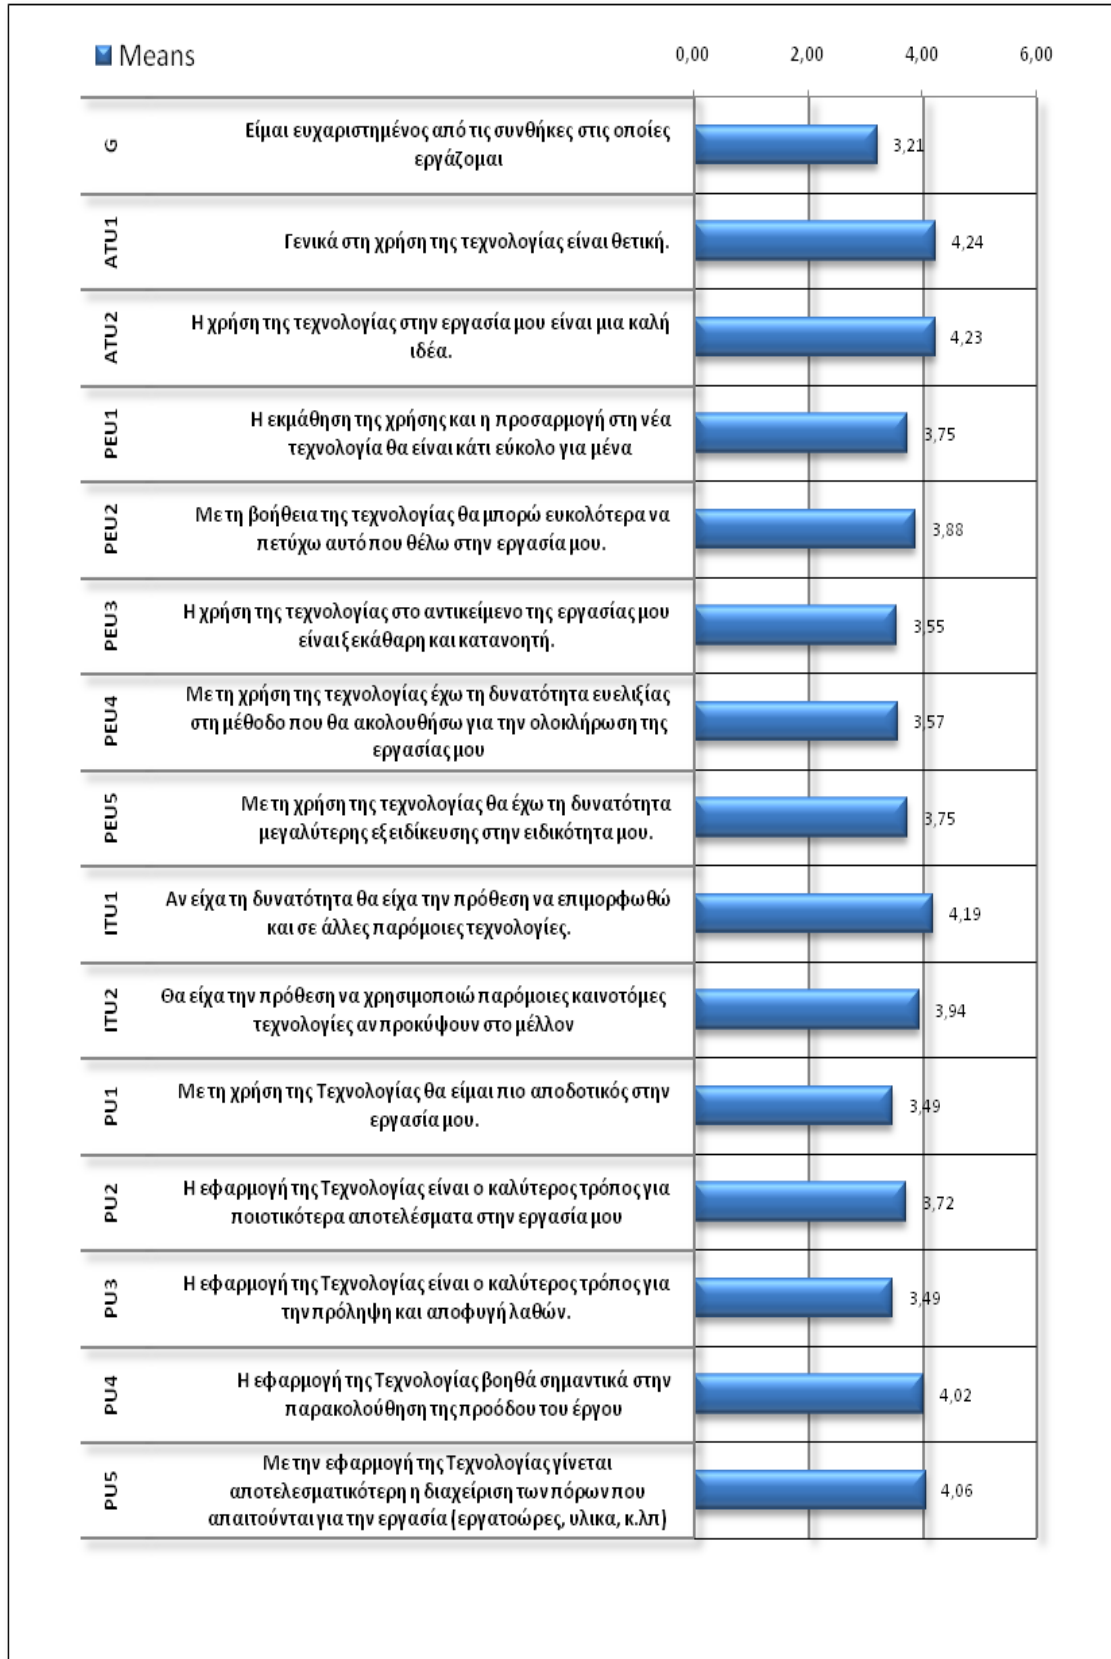 Means
0,00 2,00 4,00 6,00
G
Είμαι ευχαριστημένος από τις συνθήκες στις οποίες
εργάζομαι
3,21
ATU1
Γενικά στη χρήση της τεχνολογίας είναι θετική.
4,24
ATU2
Η χρήση της τεχνολογίας στην εργασία μου είναι μια καλή
ιδέα.
4,23
PEU1
Η εκμάθηση της χρήσης και η προσαρμογή στη νέα
τεχνολογία θα είναι κάτι εύκολο για μένα
3,75
PEU2
Με τη βοήθεια της τεχνολογίας θα μπορώ ευκολότερα να
πετύχω αυτό που θέλω στην εργασία μου.
3,88
PEU3
Η χρήση της τεχνολογίας στο αντικείμενο της εργασίας μου
είναι ξεκάθαρη και κατανοητή.
3,55
PEU4
Με τη χρήση της τεχνολογίας έχω τη δυνατότητα ευελιξίας
στη μέθοδο που θα ακολουθήσω για την ολοκλήρωση της
εργασίας μου
3,57
PEU5
Με τη χρήση της τεχνολογίας θα έχω τη δυνατότητα
μεγαλύτερης εξειδίκευσης στην ειδικότητα μου.
3,75
ITU1
Αν είχα τη δυνατότητα θα είχα την πρόθεση να επιμορφωθώ
και σε άλλες παρόμοιες τεχνολογίες.
4,19
ITU2
Θα είχα την πρόθεση να χρησιμοποιώ παρόμοιες καινοτόμες
τεχνολογίες αν προκύψουν στο μέλλον
3,94
PU1
Με τη χρήση της Τεχνολογίας θα είμαι πιο αποδοτικός στην
εργασία μου.
3,49
PU2
Η εφαρμογή της Τεχνολογίας είναι ο καλύτερος τρόπος για
ποιοτικότερα αποτελέσματα στην εργασία μου
3,72
PU3
Η εφαρμογή της Τεχνολογίας είναι ο καλύτερος τρόπος για
την πρόληψη και αποφυγή λαθών.
3,49
PU4
Η εφαρμογή της Τεχνολογίας βοηθά σημαντικά στην
παρακολούθηση της προόδου του έργου
4,02
PU5
Με την εφαρμογή της Τεχνολογίας γίνεται
αποτελεσματικότερη η διαχείριση των πόρων που
απαιτούνται για την εργασία (εργατοώρες, υλικα, κ.λπ)
4,06